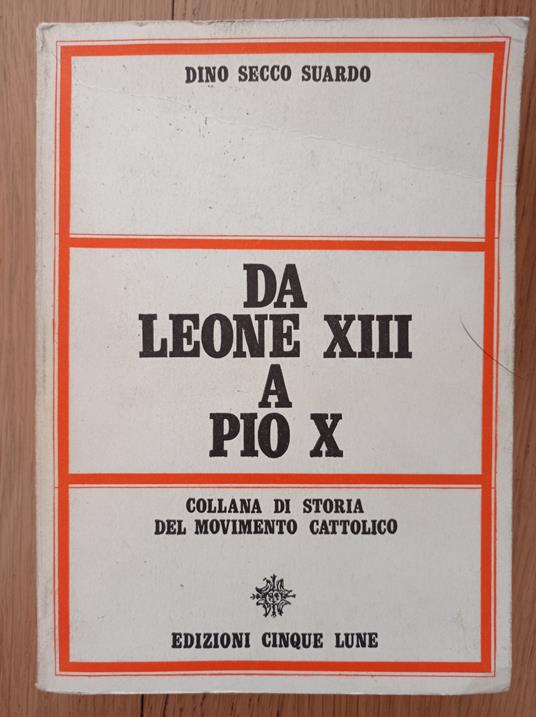 DINO SECCO SUARDO
DA
LEONE XIII
A
PIO X
COLLANA DI STORIA
DEL MOVIMENTO CATTOLICO
EDIZIONI CINQUE LUNE